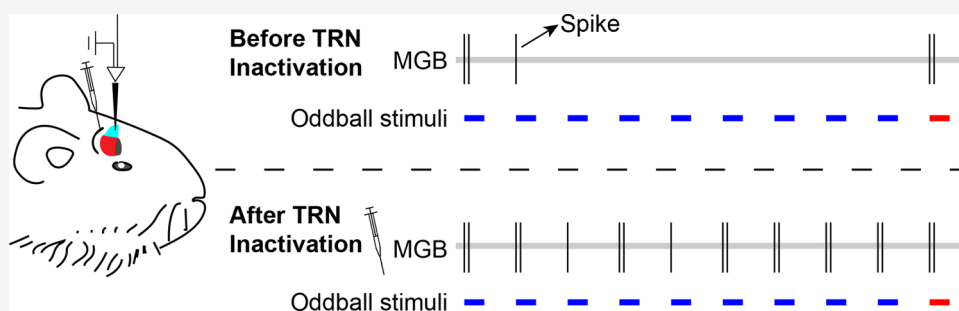 Before TRN
Inactivation
MGB
Spike
Oddball stimuli
After TRN
Inactivation
MGB
Oddball stimuli